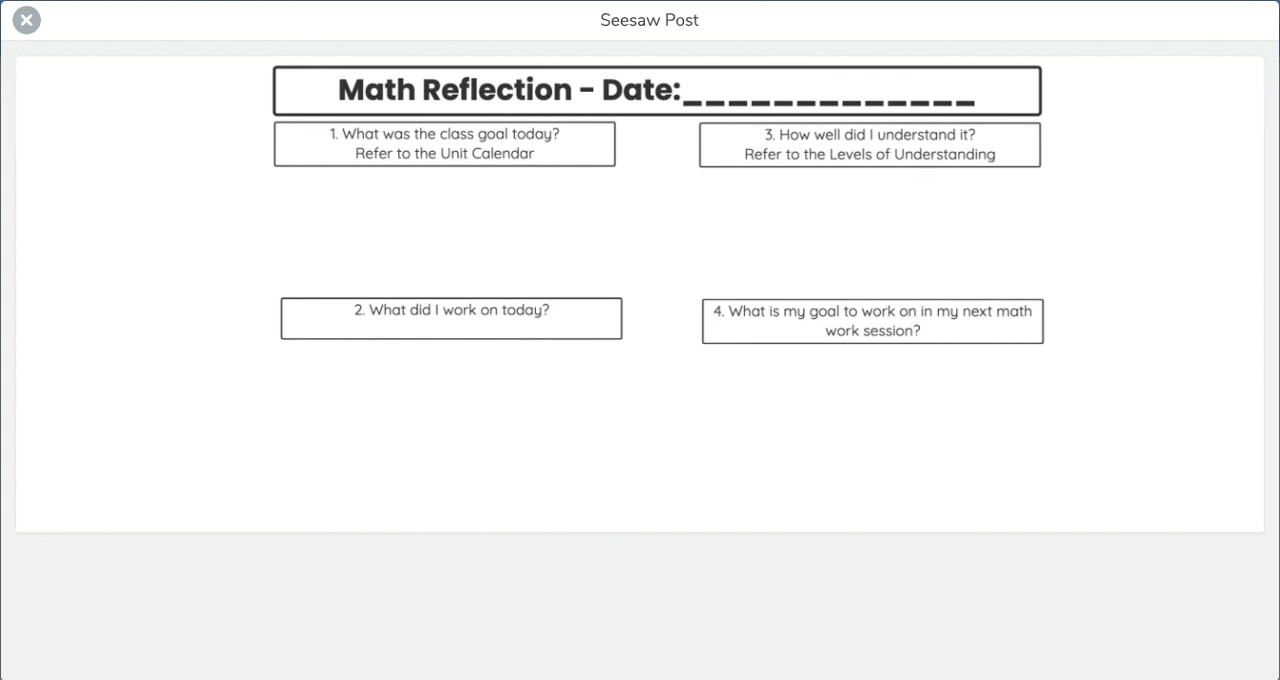 Seesaw Post
Math Reflection - Date:_____________
1. What was the class goal today?
Refer to the Unit Calendar
3. How well did I understand it?
Refer to the Levels of Understanding
2. What did I work on today?
4. What is my goal to work on in my next math
work session?